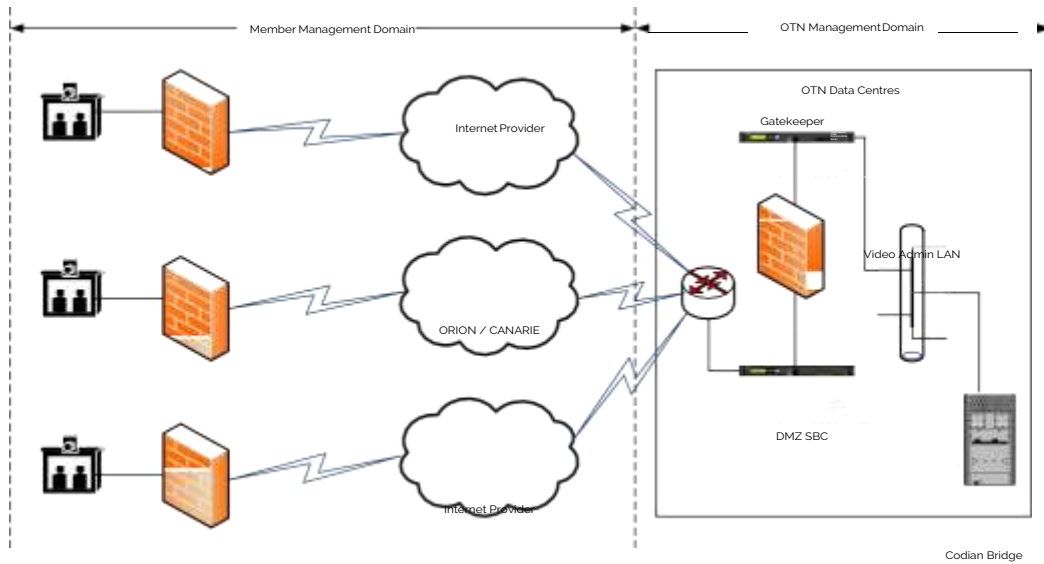 Member Management Domain
OTN Management Domain
OTN Data Centres
Gatekeeper
Internet Provider
Video Admin LAN
ORION / CANARIE
DMZ SBC
Internet Provider
Codian Bridge